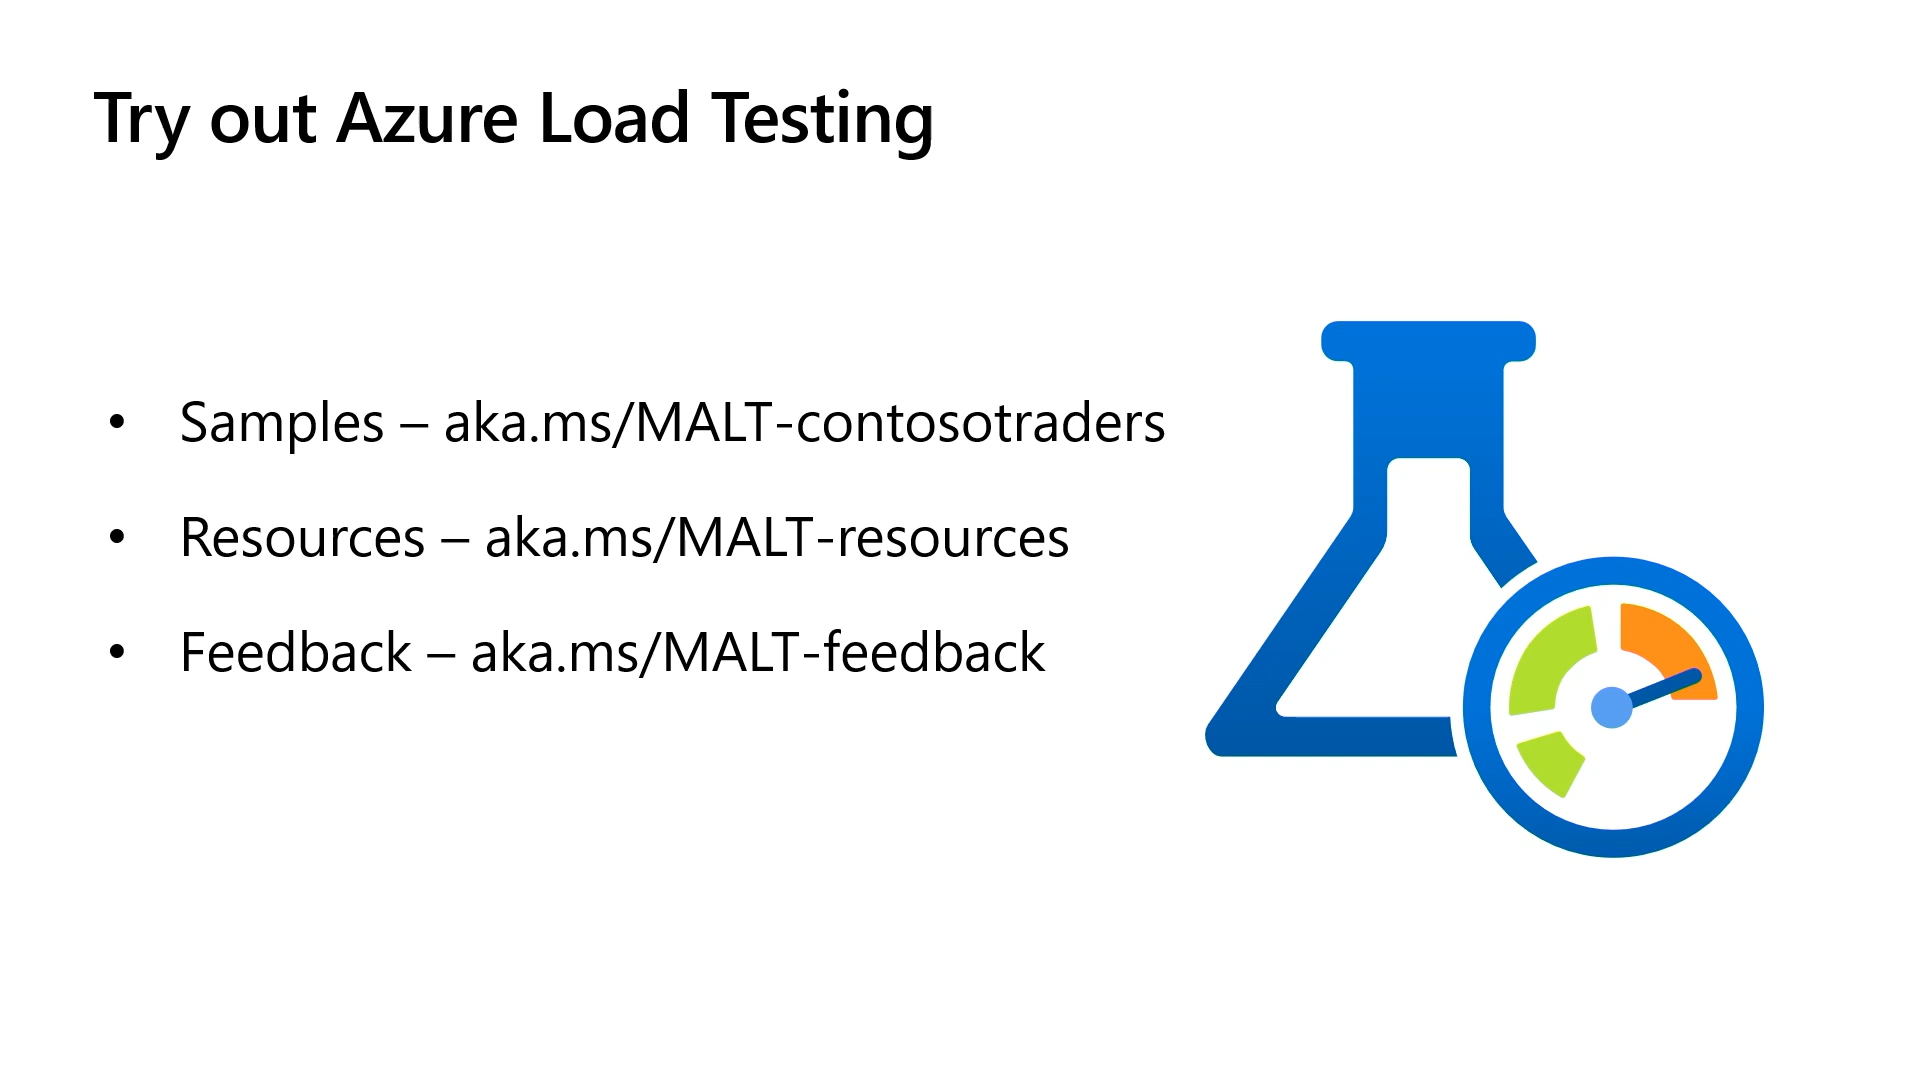 Try out Azure Load Testing
• Samples – aka.ms/MALT-contosotraders
• Resources – aka.ms/MALT-resources
• Feedback – aka.ms/MALT-feedback